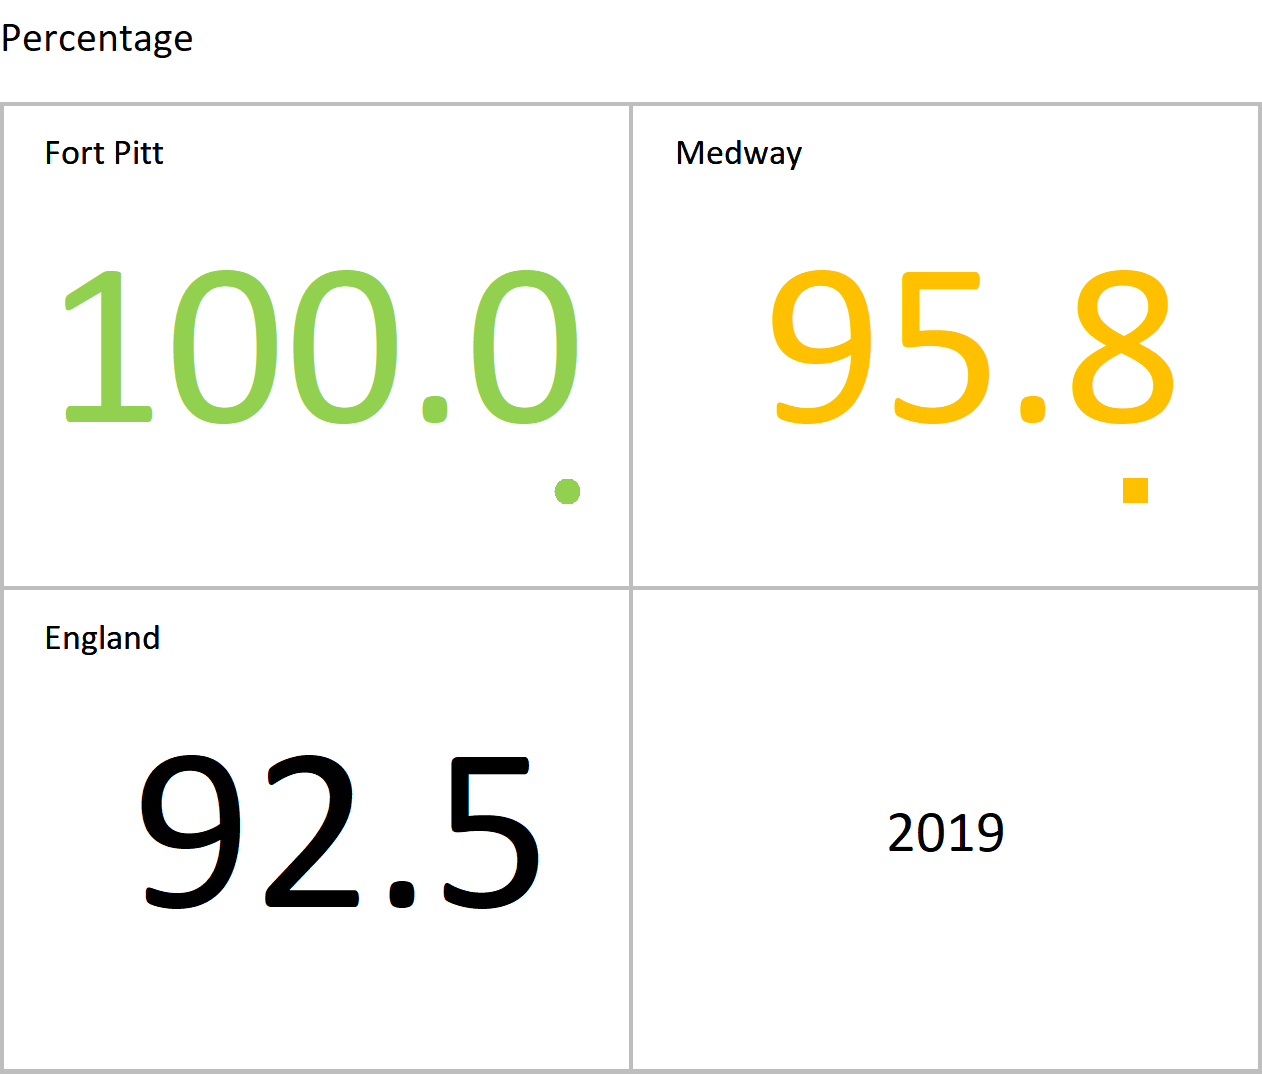 Percentage
Fort Pitt
Medway
100.0
95.8
England
92.5
2019